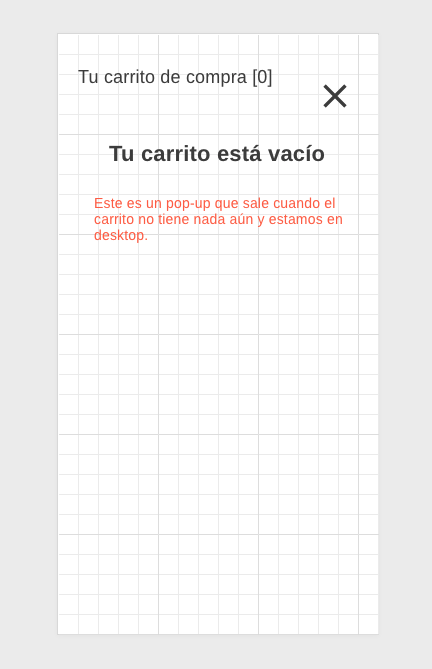 Tu carrito de compra [0]
Tu carrito está vacío
Este es un pop-up que sale cuando el
carrito no tiene nada aún y estamos en
desktop.